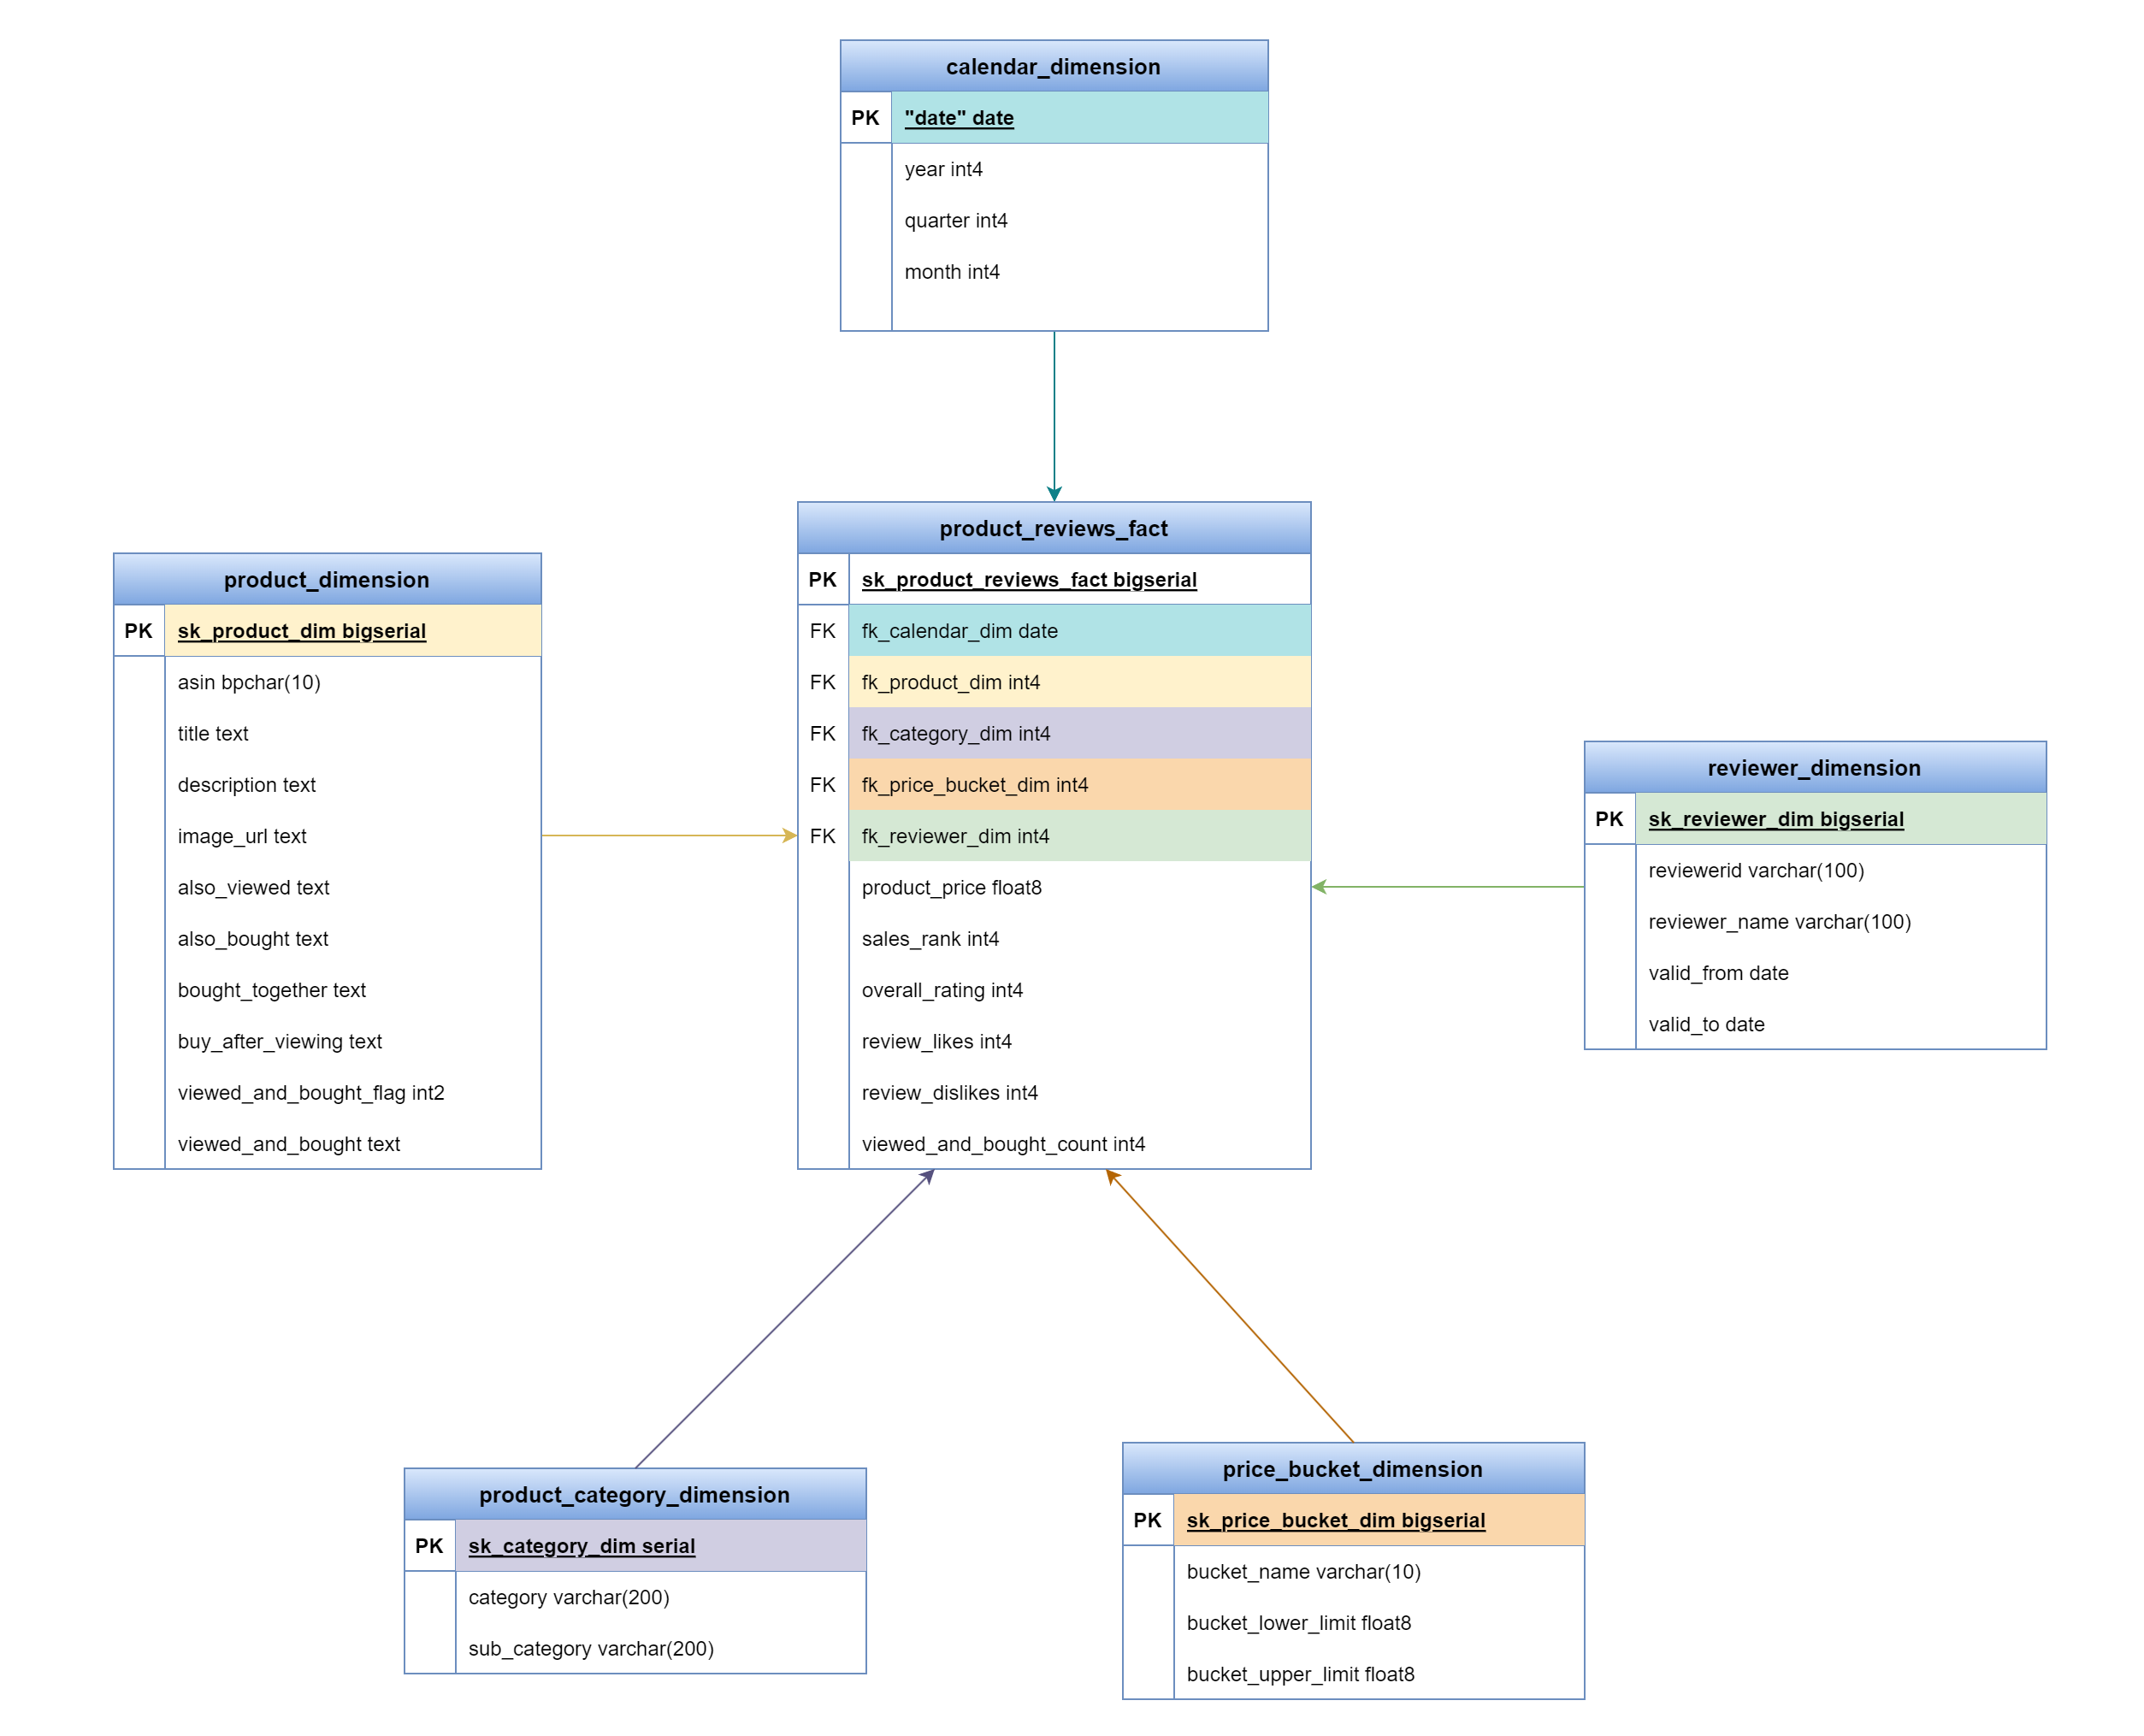 calendar_dimension
PK "date" date
year int4
quarter int4
month int4
product_reviews_fact
PK sk_product_reviews_fact bigserial
FK fk_calendar_dim date
FK fk_product_dim int4
FK fk_category_dim int4
FK fk_price_bucket_dim int4
FK fk_reviewer_dim int4
product_price float8
sales_rank int4
overall_rating int4
review_likes int4
review_dislikes int4
viewed_and_bought_count int4
product_dimension
PK sk_product_dim bigserial
asin bpchar(10)
title text
description text
image_url text
also_viewed text
also_bought text
bought_together text
buy_after_viewing text
viewed_and_bought_flag int2
viewed_and_bought text
reviewer_dimension
PK sk_reviewer_dim bigserial
reviewerid varchar(100)
reviewer_name varchar(100)
valid_from date
valid_to date
product_category_dimension
PK sk_category_dim serial
category varchar(200)
sub_category varchar(200)
price_bucket_dimension
PK sk_price_bucket_dim bigserial
bucket_name varchar(10)
bucket_lower_limit float8
bucket_upper_limit float8